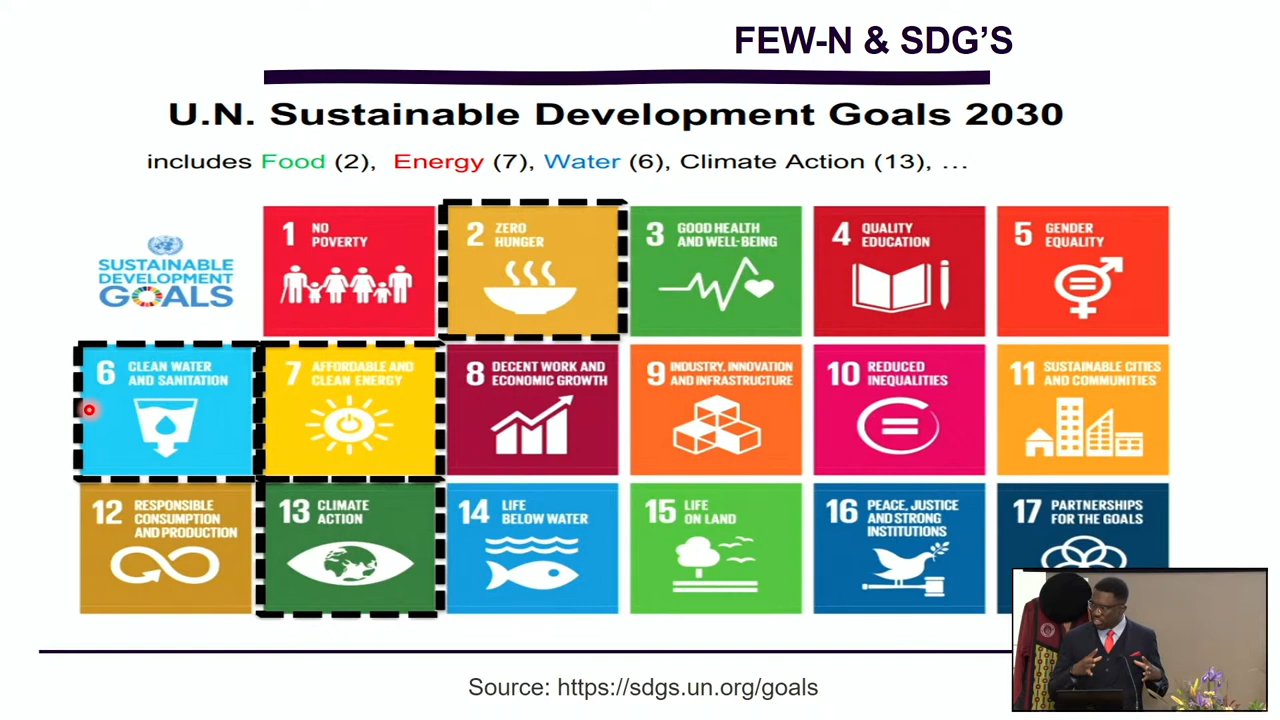 FEW-N & SDG'S
U.N. Sustainable Development Goals 2030
includes Food (2), Energy (7), Water (6), Climate Action (13), ...
SUSTAINABLE
DEVELOPMENT
GOALS
1 NO
POVERTY
2 ZERO
HUNGER
3 GOOD HEALTH
AND WELL-BEING
4 QUALITY
EDUCATION
5 GENDER
EQUALITY
6 CLEAN WATER
AND SANITATION
7 AFFORDABLE AND
CLEAN ENERGY
8 DECENT WORK AND
ECONOMIC GROWTH
9 INDUSTRY, INNOVATION
AND INFRASTRUCTURE
10 REDUCED
INEQUALITIES
11 SUSTAINABLE CITIES
AND COMMUNITIES
12 RESPONSIBLE
CONSUMPTION
AND PRODUCTION
13 CLIMATE
ACTION
14 LIFE
BELOW WATER
15 LIFE
ON LAND
16 PEACE, JUSTICE
AND STRONG
INSTITUTIONS
17 PARTNERSHIPS
FOR THE GOALS
Source: https://sdgs.un.org/goals